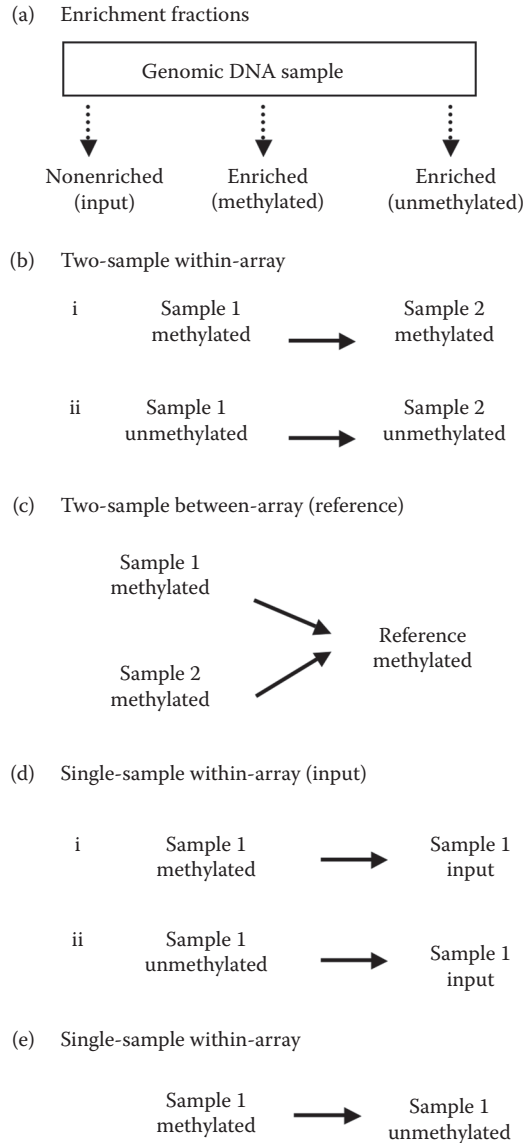 (a) Enrichment fractions
Genomic DNA sample
Nonenriched Enriched Enriched
(input) (methylated) (unmethylated)
(b) Two-sample within-array
i Sample 1 Sample 2
methylated methylated
ii Sample 1 Sample 2
unmethylated unmethylated
(c) Two-sample between-array (reference)
Sample 1
methylated
Reference
methylated
Sample 2
methylated
(d) Single-sample within-array (input)
i Sample 1 Sample 1
methylated input
ii Sample 1 Sample 1
unmethylated input
(e) Single-sample within-array
Sample 1 Sample 1
methylated unmethylated